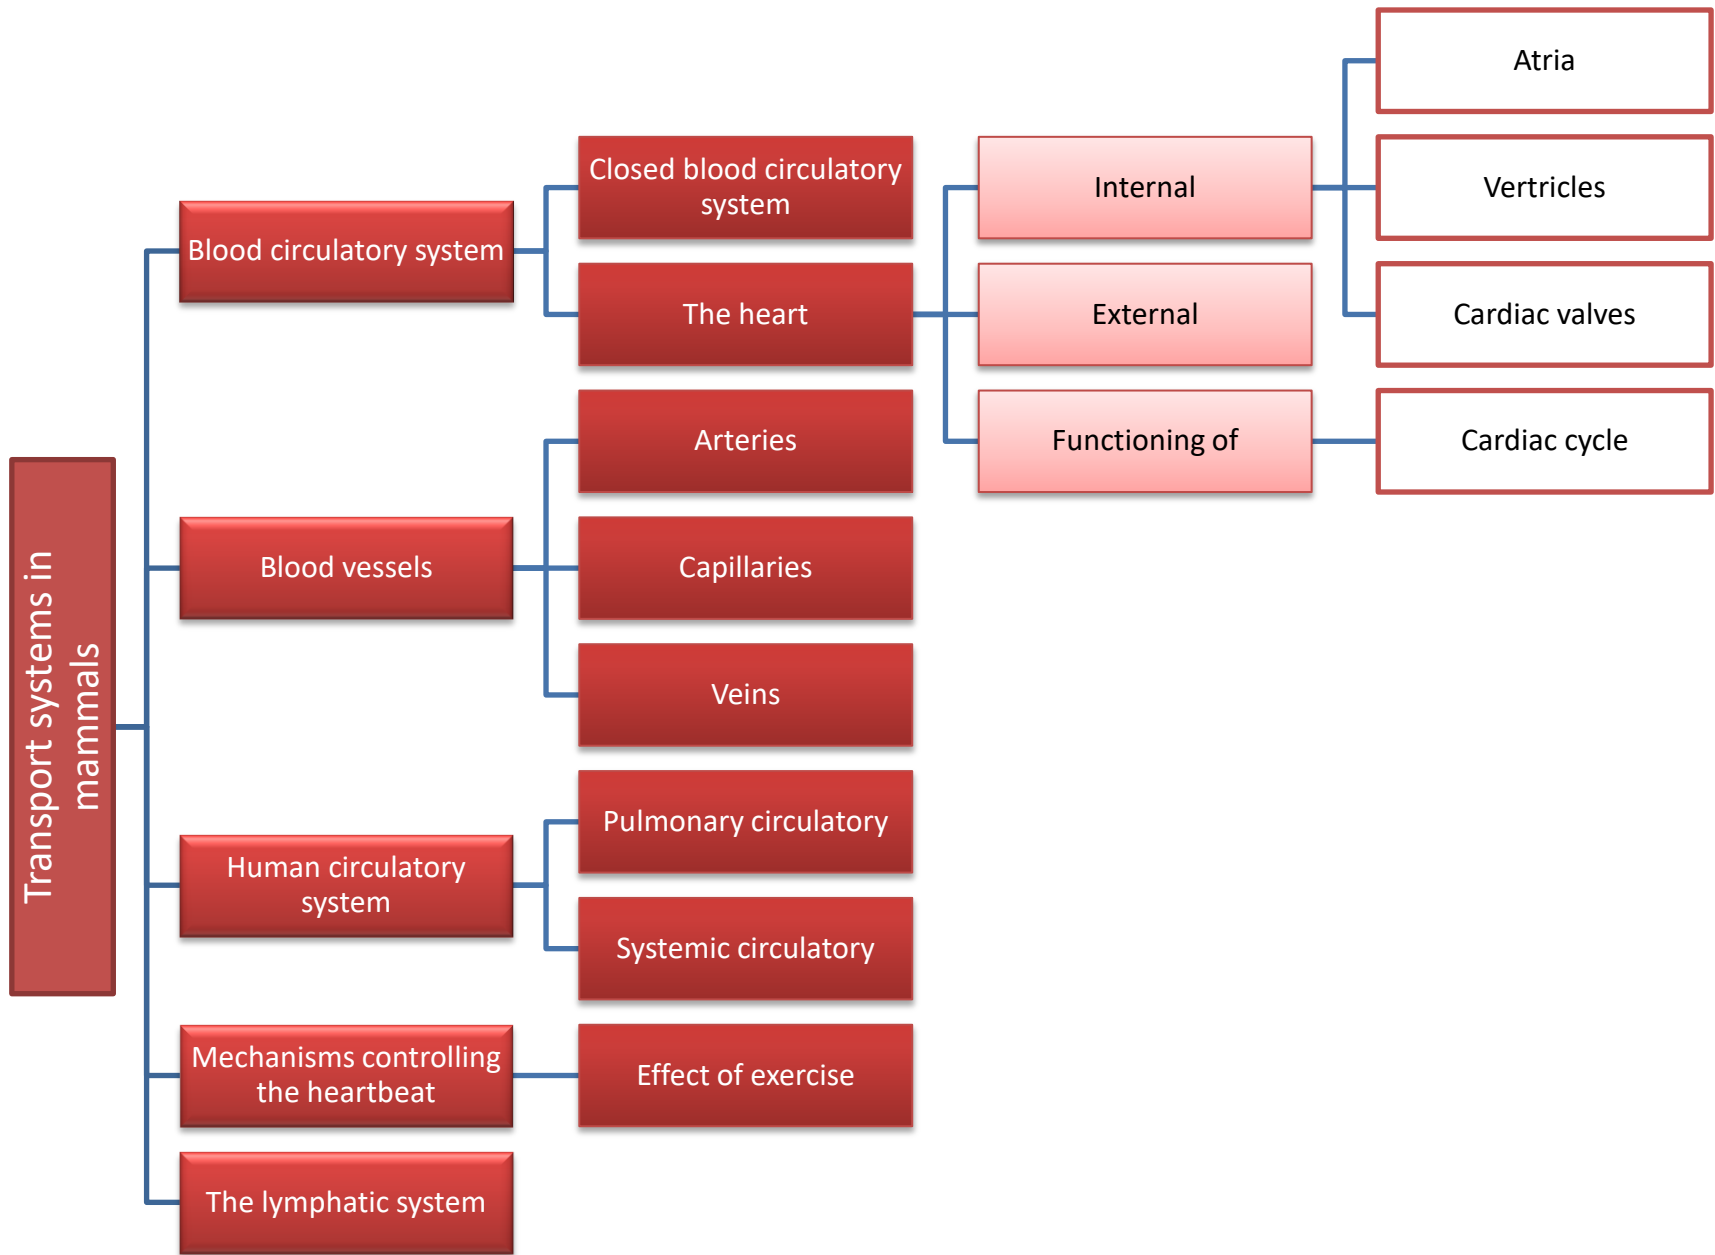 Transport systems in
mammals
Blood circulatory system
Closed blood circulatory
system
The heart
Internal
Atria
Vertricles
Cardiac valves
External
Functioning of
Cardiac cycle
Blood vessels
Arteries
Capillaries
Veins
Human circulatory
system
Pulmonary circulatory
Systemic circulatory
Mechanisms controlling
the heartbeat
Effect of exercise
The lymphatic system